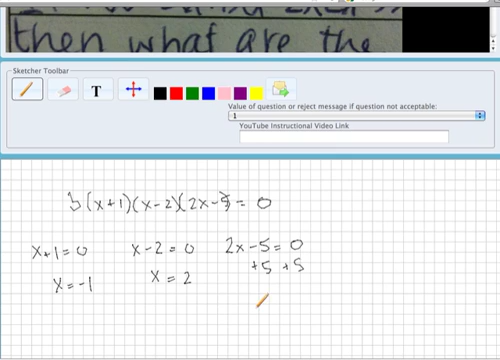 then what are the
Sketcher Toolbar
T
Value of question or reject message if question not acceptable:
1
YouTube Instructional Video Link
3(x+1)(x-2)(2x-5)= 0
x+1=0 x-2=0 2x-5=0
+5 +5
x=-1 x=2